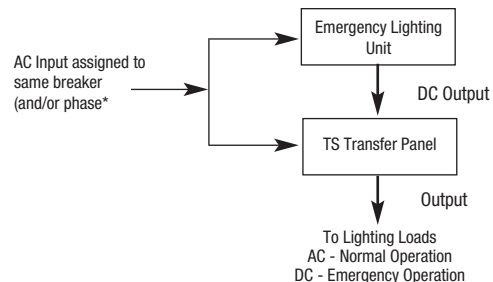 Emergency Lighting
Unit
AC Input assigned to
same breaker
(and/or phase*
DC Output
TS Transfer Panel
Output
To Lighting Loads
AC - Normal Operation
DC - Emergency Operation